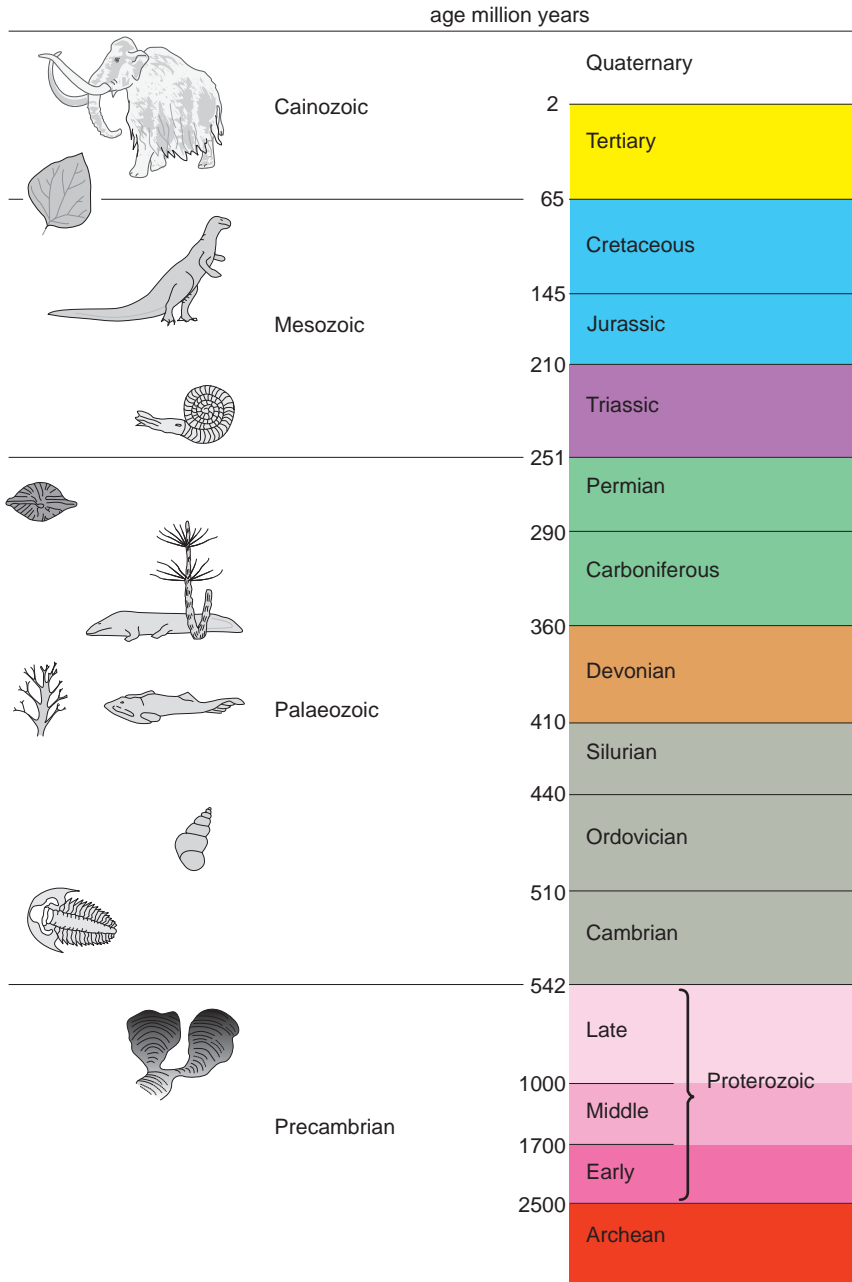 age million years
Quaternary
Cainozoic
2
Tertiary
65
Cretaceous
145
Mesozoic
Jurassic
210
Triassic
251
Permian
290
Carboniferous
360
Devonian
Palaeozoic
410
Silurian
440
Ordovician
510
Cambrian
542
Late
1000
Proterozoic
Middle
Precambrian
1700
Early
2500
Archean